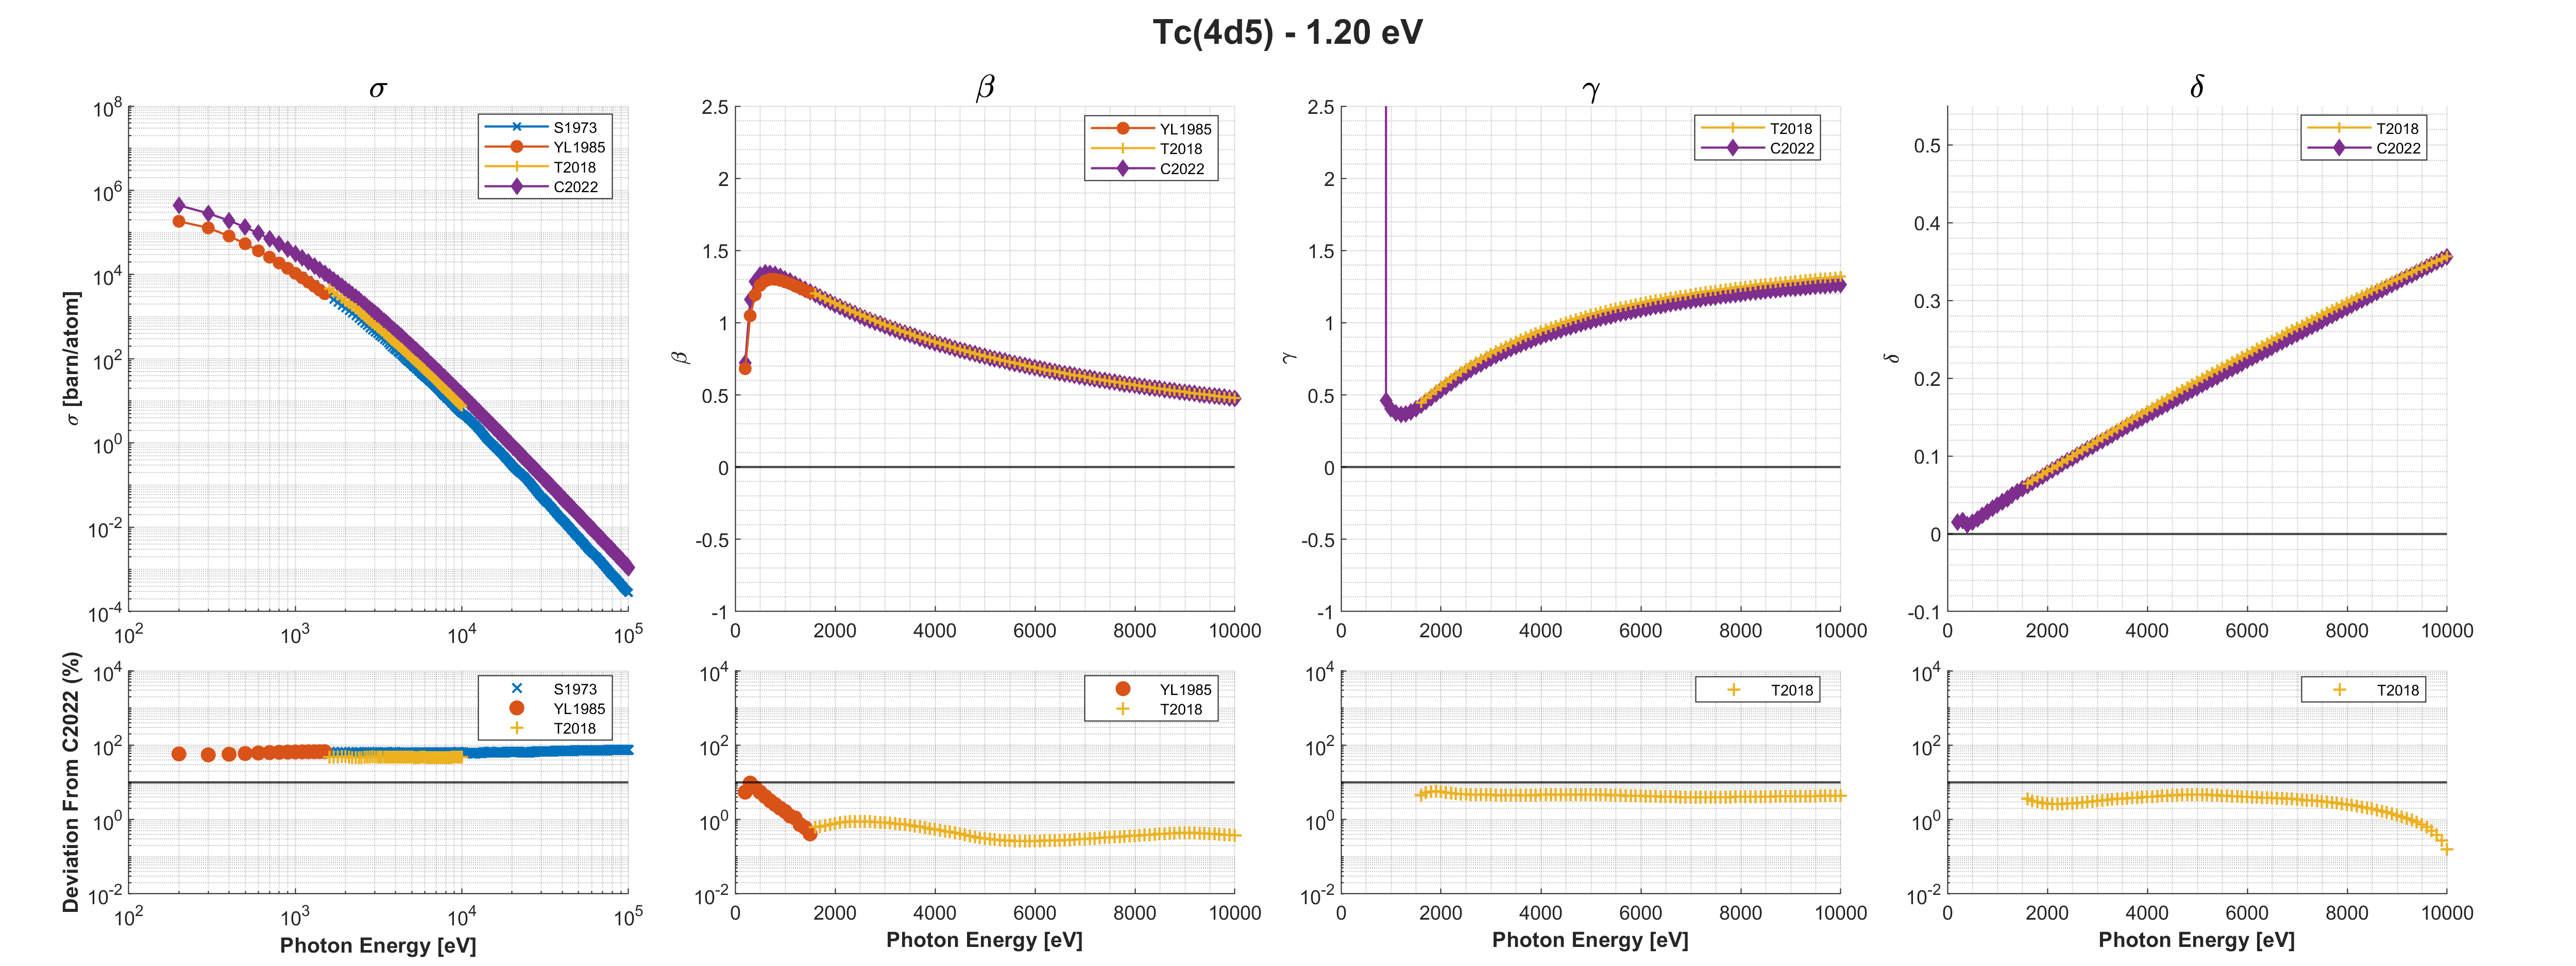 Tc(4d5) - 1.20 eV
σ
10^8
10^6
10^4
10^2
10^0
10^-2
10^-4
10^2
10^3
10^4
10^5
σ [barn/atom]
S1973
YL1985
T2018
C2022
β
2.5
2
1.5
1
0.5
0
-0.5
-1
0
2000
4000
6000
8000
10000
β
YL1985
T2018
C2022
γ
2.5
2
1.5
1
0.5
0
-0.5
-1
0
2000
4000
6000
8000
10000
γ
T2018
C2022
δ
0.5
0.4
0.3
0.2
0.1
0
-0.1
0
2000
4000
6000
8000
10000
δ
T2018
C2022
Deviation From C2022 (%)
10^4
10^2
10^0
10^-2
10^2
10^3
10^4
10^5
Photon Energy [eV]
S1973
YL1985
T2018
10^4
10^2
10^0
10^-2
0
2000
4000
6000
8000
10000
Photon Energy [eV]
YL1985
T2018
10^4
10^2
10^0
10^-2
0
2000
4000
6000
8000
10000
Photon Energy [eV]
T2018
10^4
10^2
10^0
10^-2
0
2000
4000
6000
8000
10000
Photon Energy [eV]
T2018